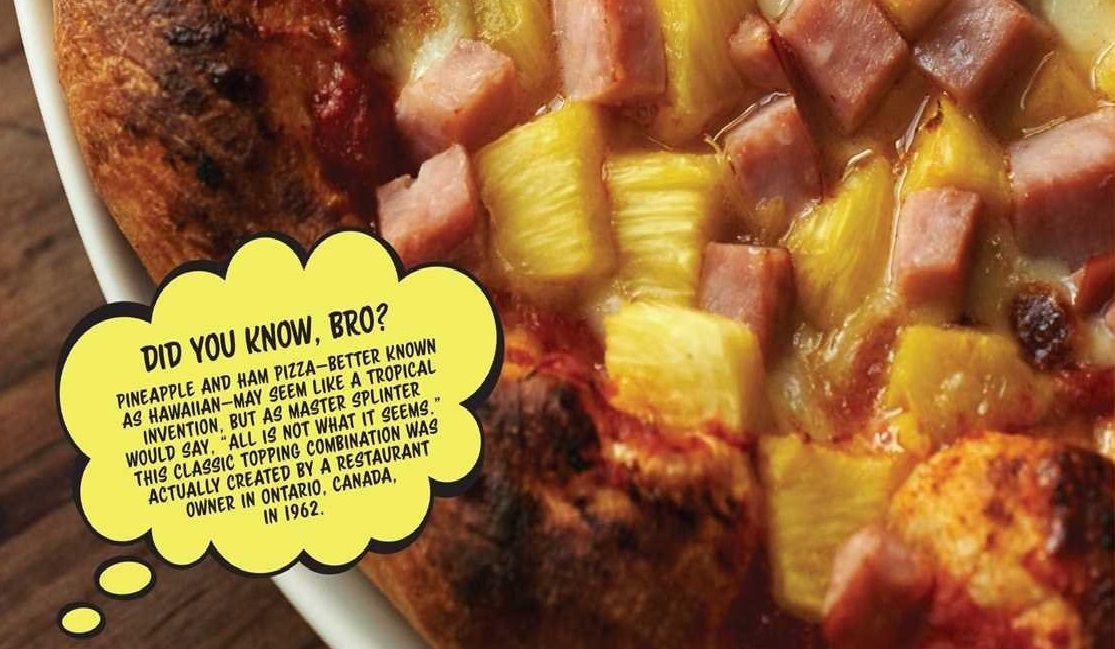 DID YOU KNOW, BRO?
PINEAPPLE AND HAM PIZZA—BETTER KNOWN
AS HAWAIIAN—MAY SEEM LIKE A TROPICAL
INVENTION, BUT AS MASTER SPLINTER
WOULD SAY, "ALL IS NOT WHAT IT SEEMS."
THIS CLASSIC TOPPING COMBINATION WAS
ACTUALLY CREATED BY A RESTAURANT
OWNER IN ONTARIO, CANADA,
IN 1962.